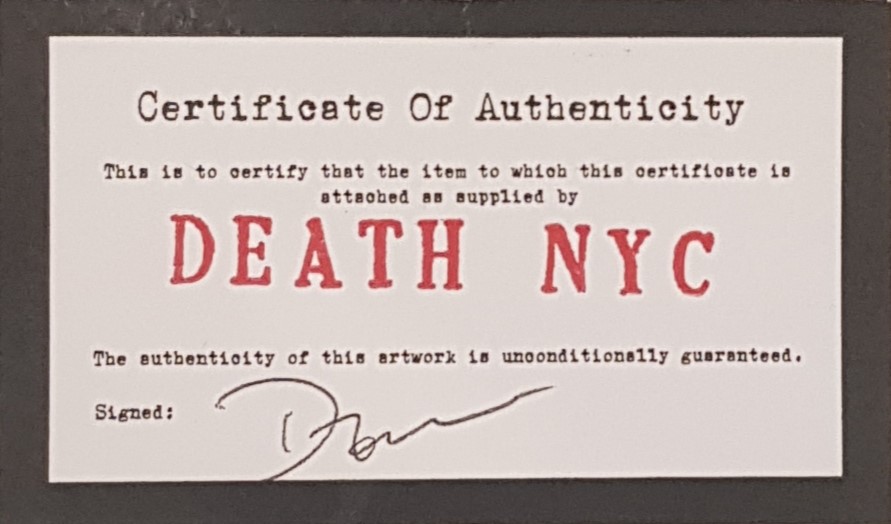 Certificate Of Authenticity
This is to certify that the item to which this certificate is
attached as supplied by
DEATH NYC
The authenticity of this artwork is unconditionally guaranteed.
Signed: